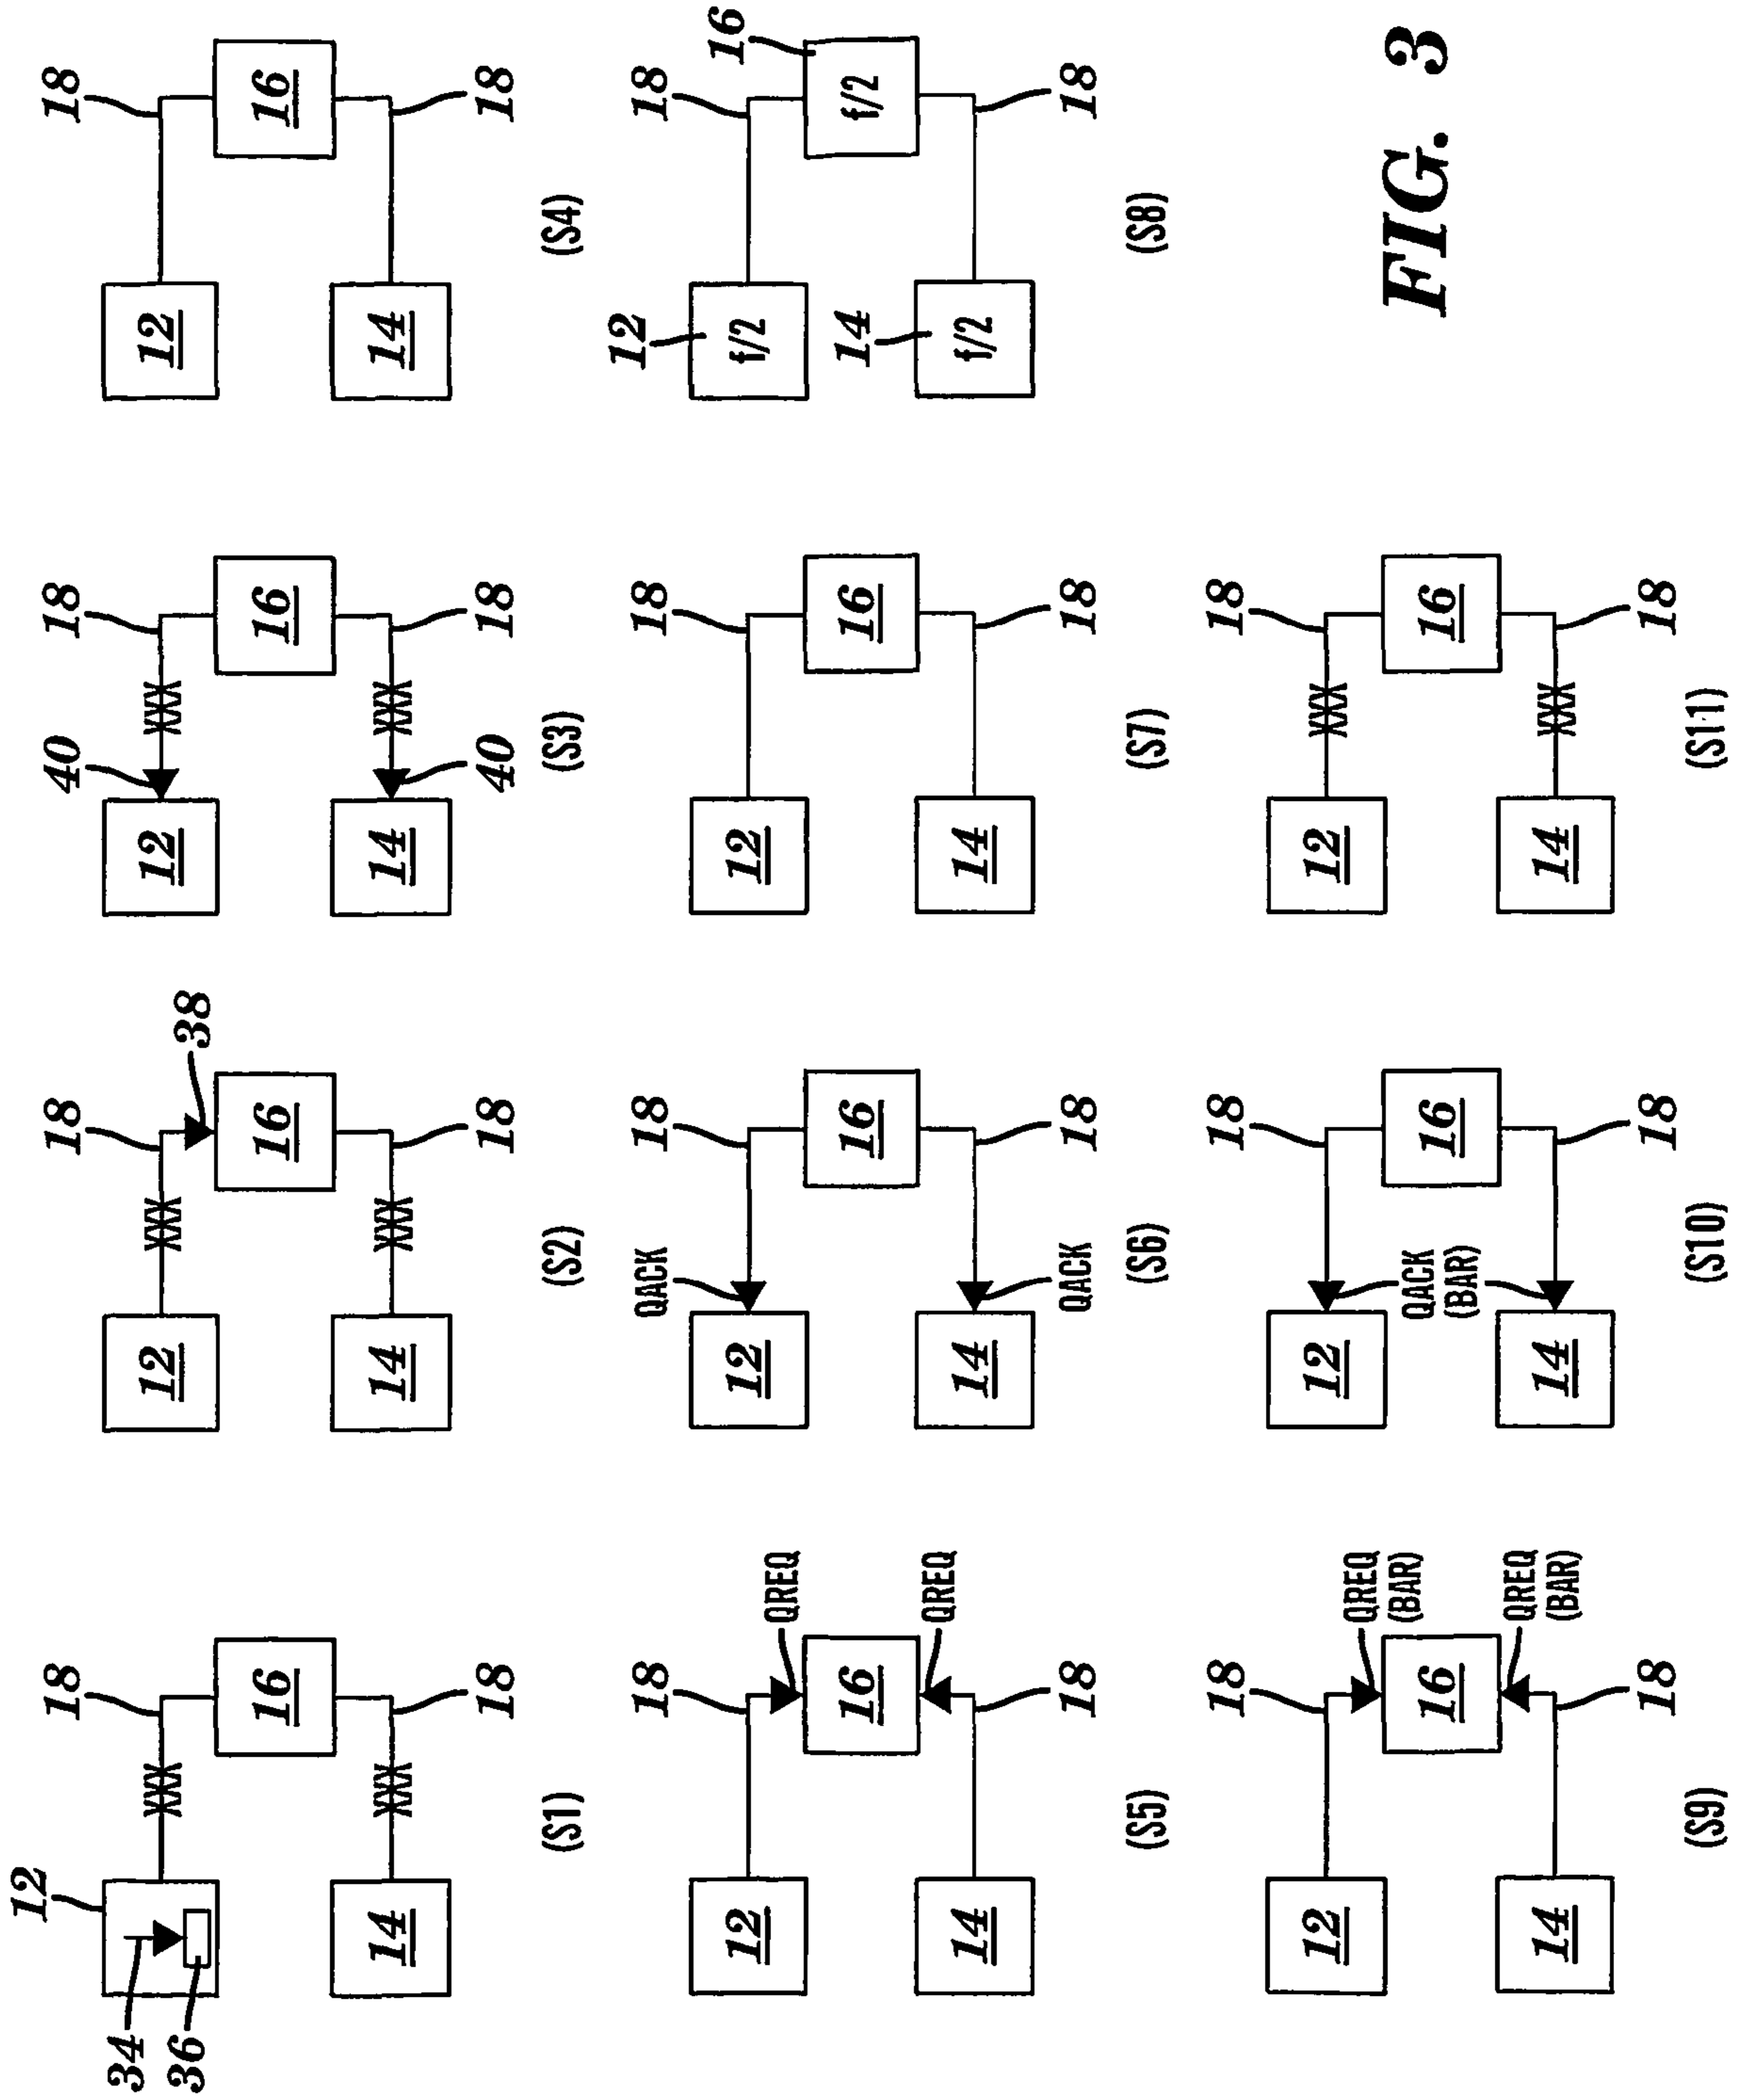 12
18
34
36
16
14
18
(S1)
18
38
12
16
14
18
(S2)
40
18
12
16
14
40
18
(S3)
18
12
16
14
18
(S4)
18
QREQ
12
16
QREQ
14
18
(S5)
QACK
18
12
16
14
QACK
18
(S6)
18
12
16
14
18
(S7)
12
18
16
f/2
f/2
14
f/2
18
(S8)
18
QREQ
(BAR)
12
16
QREQ
(BAR)
14
18
(S9)
18
12
QACK
(BAR)
16
14
18
(S10)
18
12
16
14
18
(S11)
FIG. 3